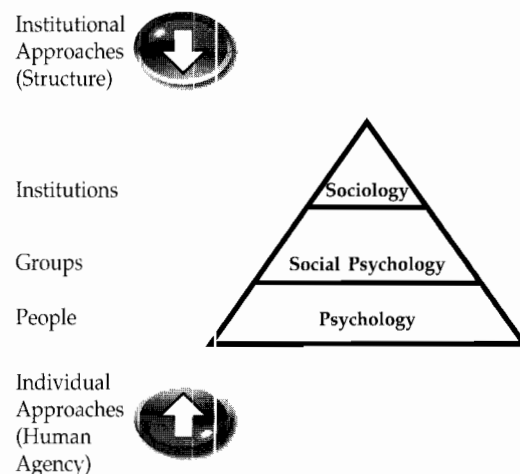 Institutional
Approaches
(Structure)
Institutions
Sociology
Groups
Social Psychology
People
Psychology
Individual
Approaches
(Human
Agency)